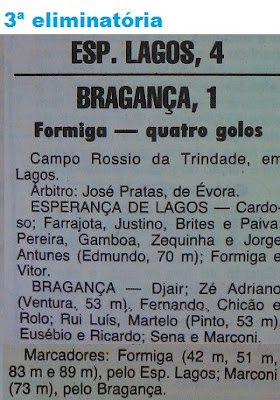 3ª eliminatória
ESP. LAGOS, 4
BRAGANÇA, 1
Formiga — quatro golos
Campo Rossio da Trindade, em
Lagos.
Árbitro: José Pratas, de Évora.
ESPERANÇA DE LAGOS — Cardo-
so; Farrajota, Justino, Brites e Paiva;
Pereira, Gamboa, Zequinha e Jorge
Antunes (Edmundo, 70 m); Formiga e
Vitor.
BRAGANÇA — Djair; Zé Adriano
(Ventura, 53 m), Fernando, Chicão e
Rolo; Rui Luís, Martelo (Pinto, 53 m),
Eusébio e Ricardo; Sena e Marconi.
Marcadores: Formiga (42 m, 51 m,
83 m e 89 m), pelo Esp. Lagos; Marconi
(73 m), pelo Bragança.